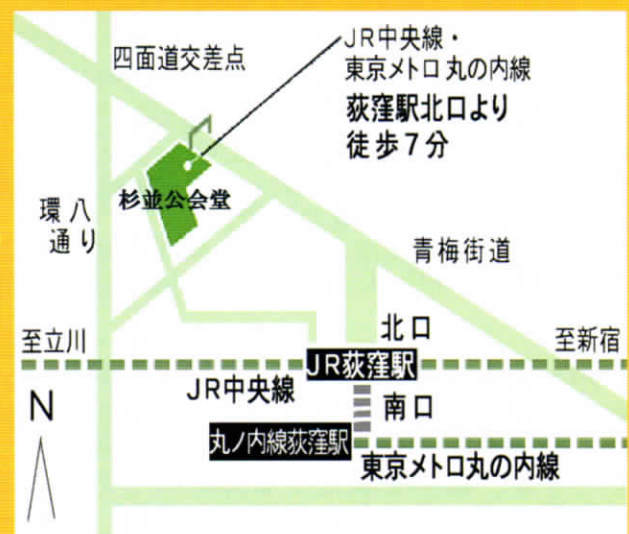 四面道交差点
JR中央線・
東京メトロ丸の内線
荻窪駅北口より
徒歩7分
杉並公会堂
環八
通り
青梅街道
北口
至立川
至新宿
JR荻窪駅
JR中央線
南口
N
丸ノ内線荻窪駅
東京メトロ丸の内線